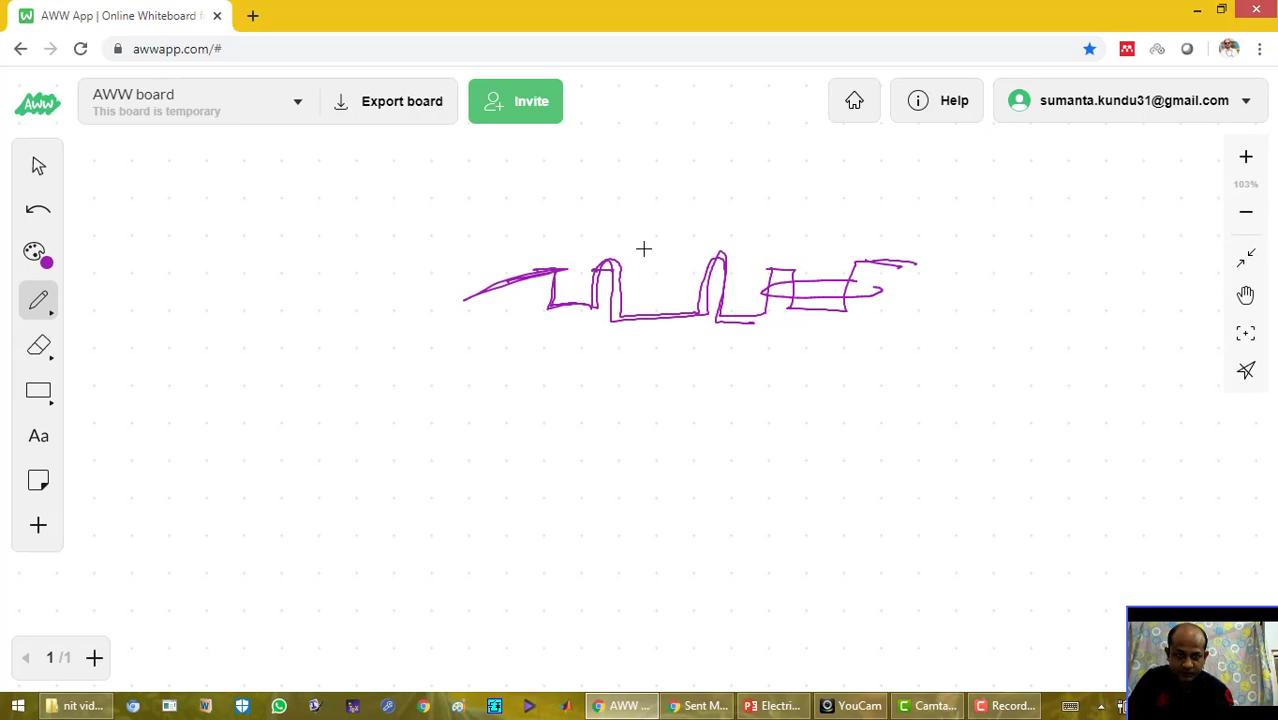 AWW App | Online Whiteboard f
awwapp.com/#
AWW
AWW board
This board is temporary
Export board
Invite
Help
sumanta.kundu31@gmail.com
103%
Aa
1 /1
nit vid...
AWW ...
Sent M...
Electri...
YouCam
Camta...
Record...